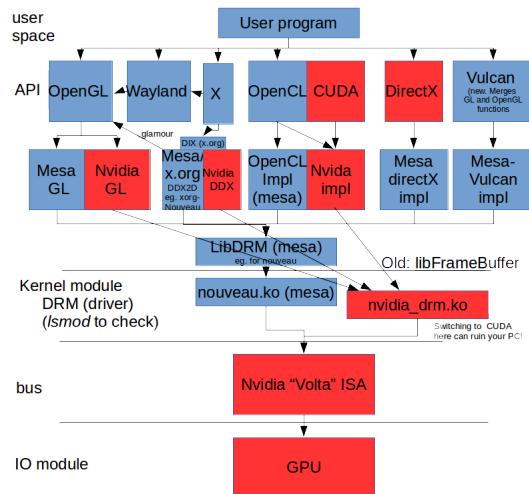 user
space
User program
API
OpenGL
Wayland
X
OpenCL
CUDA
DirectX
Vulcan
(new. Merges
GL and OpenGL
functions
glamour
DIX (x.org)
Mesa
GL
Nvidia
GL
Mesa/
x.org
DDX2D
eg. xorg-
Nouveau
Nvidia
DDX
OpenCL
Impl
(mesa)
Nvida
impl
Mesa
directX
impl
Mesa-
Vulcan
impl
LibDRM (mesa)
eg. for nouveau
Old: libFrameBuffer
Kernel module
DRM (driver)
(lsmod to check)
nouveau.ko (mesa)
nvidia_drm.ko
Switching to CUDA
here can ruin your PC!
bus
Nvidia “Volta” ISA
IO module
GPU